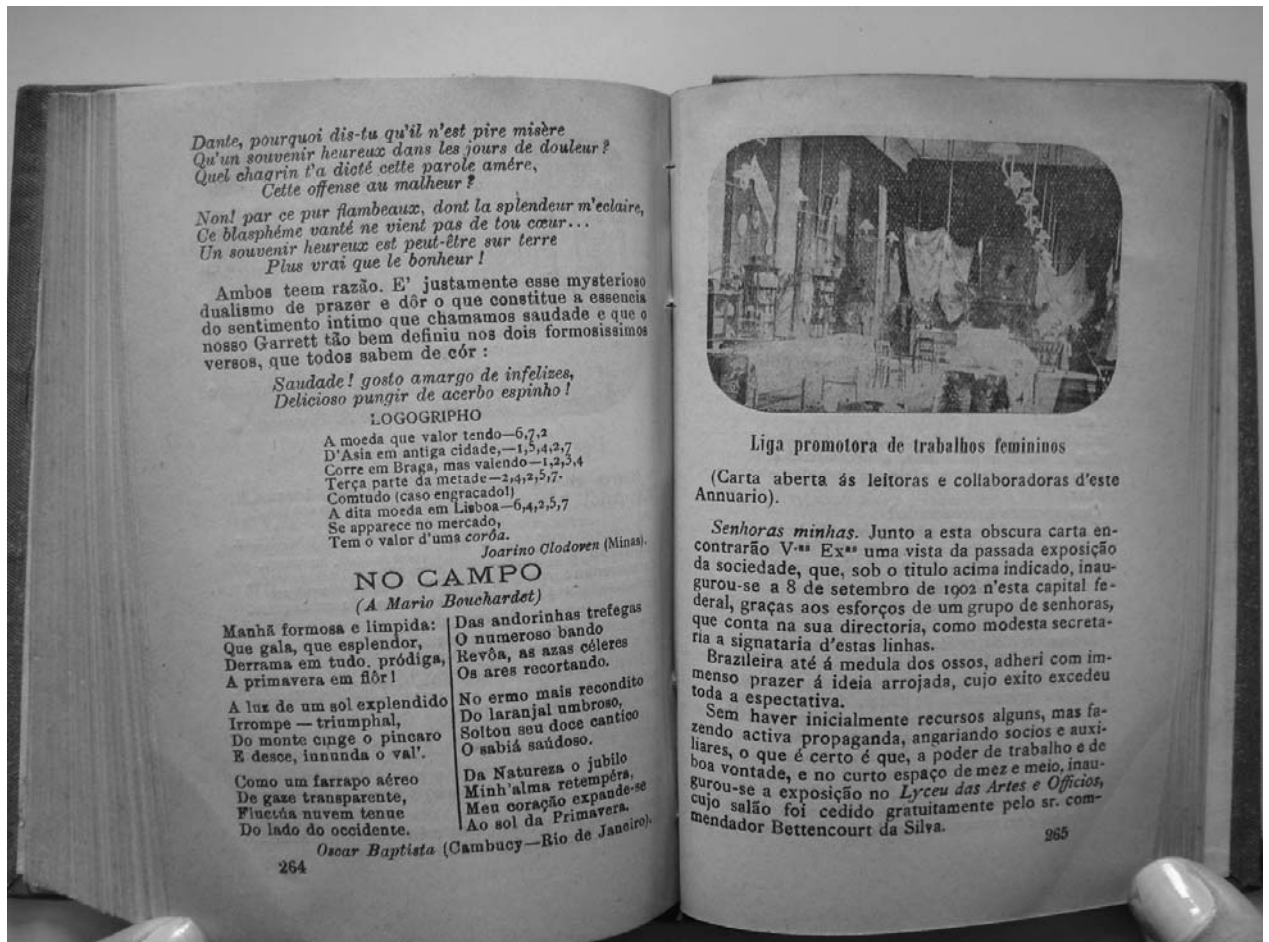 Dante, pourquoi dis-tu qu'il n'est pire misère
Qu'un souvenir heureux dans les jours de douleur?
Quel chagrin t'a dicté cette parole amére,
Cette offense au malheur?
Non! par ce pur flambeaux, dont la splendeur m'eclaire,
Ce blasphéme vanté ne vient pas de tou cœur...
Un souvenir heureux est peut-être sur terre
Plus vrai que le bonheur!
Ambos teem razão. E' justamente esse mysterioso
dualismo de prazer e dôr o que constitue a essencia
do sentimento intimo que chamamos saudade e que o
nosso Garrett tão bem definiu nos dois formosissimos
versos, que todos sabem de cór :
Saudade! gosto amargo de infelizes,
Delicioso pungir de acerbo espinho!
LOGOGRIPHO
A moeda que valor tendo—6,7,2
D'Asia em antiga cidade,—1,5,4,2,7
Corre em Braga, mas valendo—1,2,3,4
Terça parte da metade—2,4,2,5,7.
Comtudo (caso engraçado!)
A dita moeda em Lisboa—6,4,2,5,7
Se apparece no mercado,
Tem o valor d'uma corôa.
Joarino Clodoven (Minas).
NO CAMPO
(A Mario Bouchardet)
Manhã formosa e limpida:
Que gala, que esplendor,
Derrama em tudo, pródiga,
A primavera em flôr!
A luz de um sol explendido
Irrompe — triumphal,
Do monte cinge o pincaro
E desce, innunda o val'.
Como um farrapo aéreo
De gaze transparente,
Fluctúa nuvem tenue
Do lado do occidente.
Das andorinhas trefegas
O numeroso bando
Revôa, as azas céleres
Os ares recortando.
No ermo mais recondito
Do laranjal umbroso,
Soltou seu doce cantico
O sabiá saúdoso.
Da Natureza o jubilo
Minh'alma retempéra,
Meu coração expande-se
Ao sol da Primavera.
Oscar Baptista (Cambucy—Rio de Janeiro).
264
Liga promotora de trabalhos femininos
(Carta aberta ás leitoras e collaboradoras d'este
Annuario).
Senhoras minhas. Junto a esta obscura carta en-
contrarão V.as Ex.as uma vista da passada exposição
da sociedade, que, sob o titulo acima indicado, inau-
gurou-se a 8 de setembro de 1902 n'esta capital fe-
deral, graças aos esforços de um grupo de senhoras,
que conta na sua directoria, como modesta secreta-
ria a signataria d'estas linhas.
Brazileira até á medula dos ossos, adheri com im-
menso prazer á ideia arrojada, cujo exito excedeu
toda a espectativa.
Sem haver inicialmente recursos alguns, mas fa-
zendo activa propaganda, angariando socios e auxi-
liares, o que é certo é que, a poder de trabalho e de
boa vontade, e no curto espaço de mez e meio, inau-
gurou-se a exposição no Lyceu das Artes e Officios,
cujo salão foi cedido gratuitamente pelo sr. com-
mendador Bettencourt da Silva.
265